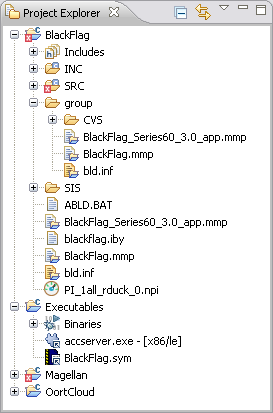 Project Explorer
BlackFlag
Includes
INC
SRC
group
CVS
BlackFlag_Series60_3.0_app.mmp
BlackFlag.mmp
bld.inf
SIS
ABLD.BAT
BlackFlag_Series60_3.0_app.mmp
blackflag.iby
BlackFlag.mmp
bld.inf
PI_1all_rduck_0.npi
Executables
Binaries
accserver.exe - [x86/le]
BlackFlag.sym
Magellan
OortCloud